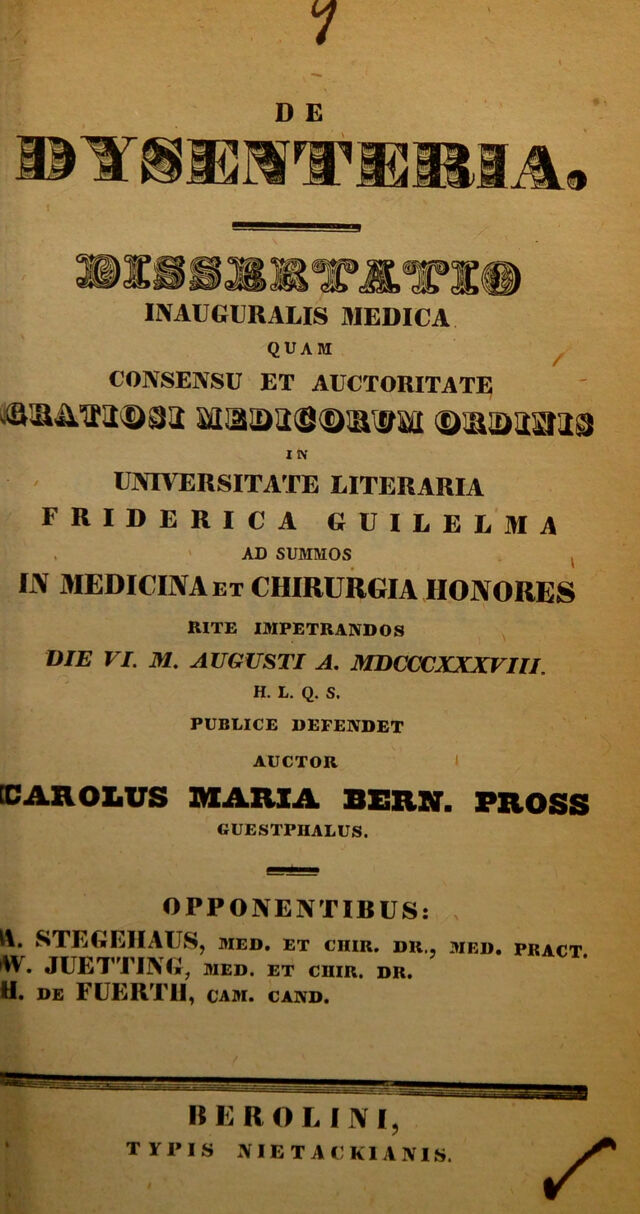 9
DE
DYSENTERIA.
DISSERTATIO
INAUGURALIS MEDICA
QUAM
CONSENSU ET AUCTORITATE
GRATIOSI MEDICORUM ORDINIS
IN
UNIVERSITATE LITERARIA
FRIDERICA GUILELMA
AD SUMMOS
IN MEDICINA ET CHIRURGIA HONORES
RITE IMPETRANDOS
DIE VI. M. AUGUSTI A. MDCCCXXXVIII.
H. L. Q. S.
PUBLICE DEFENDET
AUCTOR
CAROLUS MARIA BERN. PROSS
GUESTPHALUS.
OPPONENTIBUS:
STEGEHAUS, MED. ET CHIR. DR., MED. PRACT.
W. JUETTING, MED. ET CHIR. DR.
H. DE FUERTH, CAM. CAND.
BEROLINI,
TYPIS NIETACKIANIS.